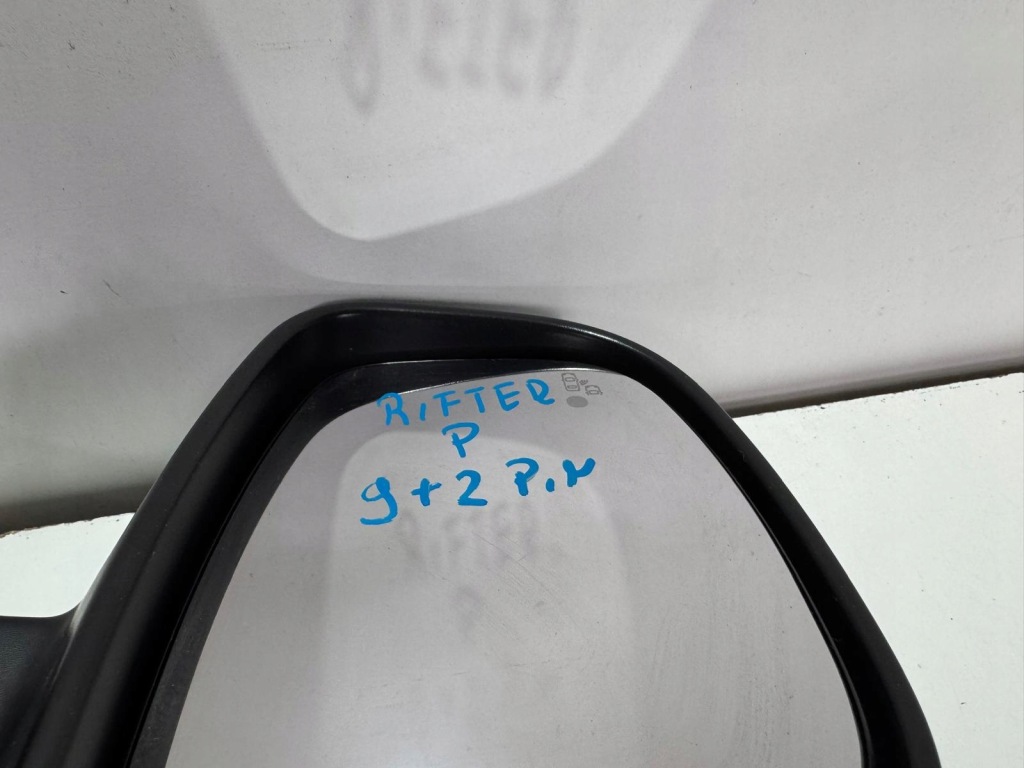 RIFTER
P
9+2 P.N